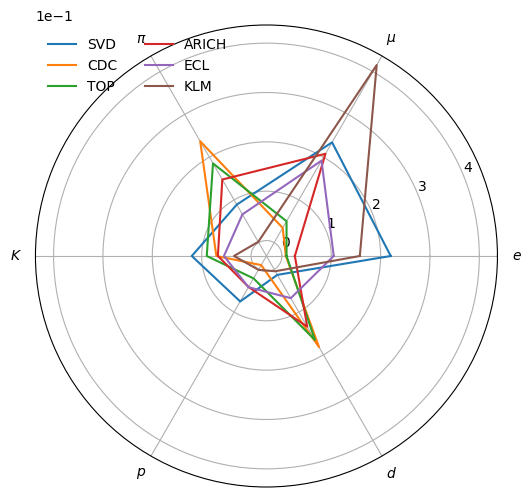 1e−1
SVD ARICH
CDC ECL
TOP KLM
π μ
4
3
2
1
0
K e
p d